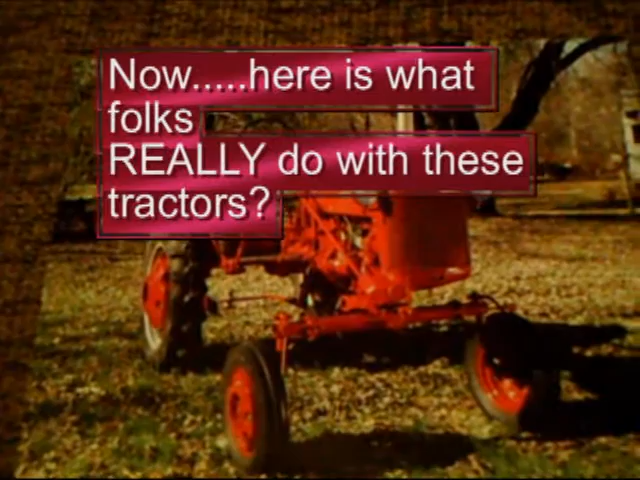 Now.....here is what
folks
REALLY do with these
tractors?